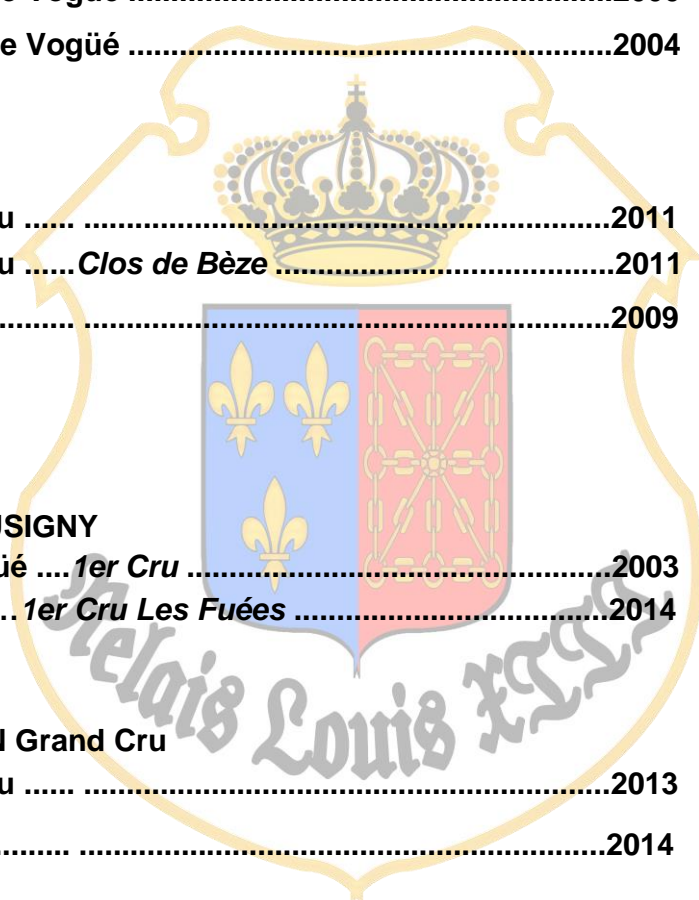 e Vogüé ..........................................................2004
u ...... ...............................................................2011
u ......Clos de Bèze .........................................2011
......... ...............................................................2009
USIGNY
üé ....1er Cru ...................................................2003
...1er Cru Les Fuées ......................................2014
N Grand Cru
u ...... ...............................................................2013
......... ...............................................................2014
Relais Louis XIII